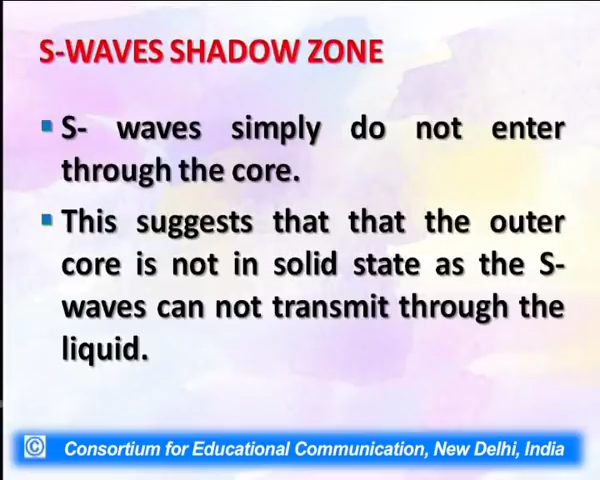 S-WAVES SHADOW ZONE
▪ S- waves simply do not enter
through the core.
▪ This suggests that that the outer
core is not in solid state as the S-
waves can not transmit through the
liquid.
© Consortium for Educational Communication, New Delhi, India